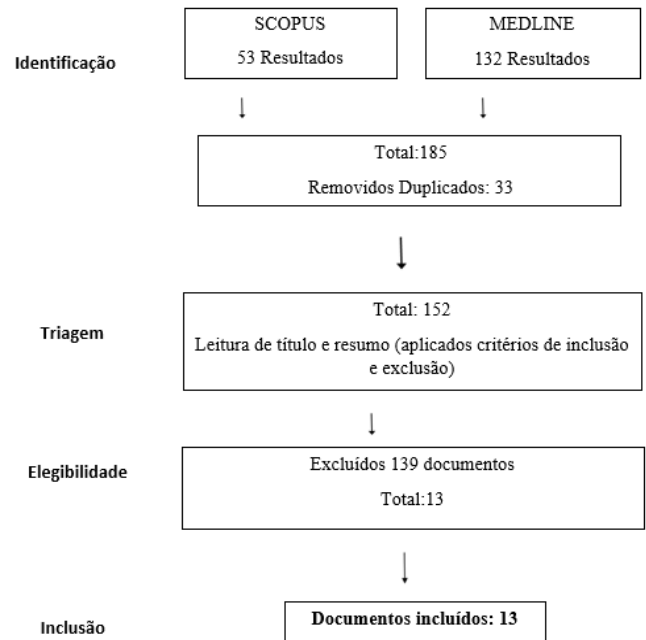 SCOPUS
53 Resultados
MEDLINE
132 Resultados
Identificação
Total:185
Removidos Duplicados: 33
Total: 152
Triagem
Leitura de título e resumo (aplicados critérios de inclusão
e exclusão)
Excluídos 139 documentos
Elegibilidade
Total:13
Documentos incluídos: 13
Inclusão